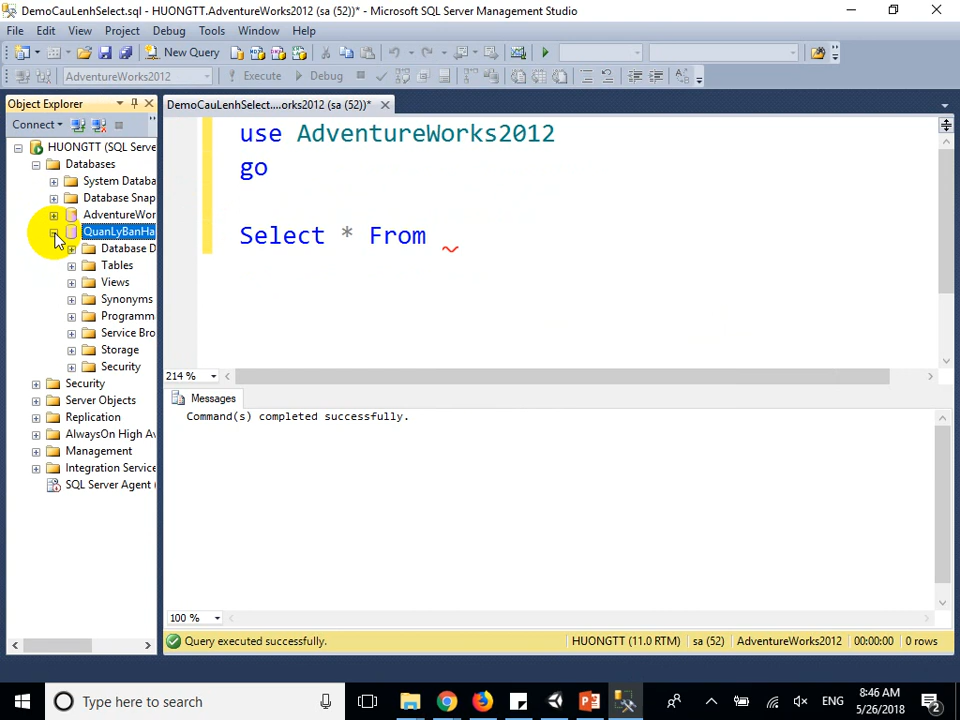 DemoCauLenhSelect.sql - HUONGTT.AdventureWorks2012 (sa (52))* - Microsoft SQL Server Management Studio
File Edit View Project Debug Tools Window Help
New Query
AdventureWorks2012 Execute Debug
Object Explorer
DemoCauLenhSelect....orks2012 (sa (52))*
Connect
HUONGTT (SQL Serve
Databases
System Databa
Database Snap
AdventureWor
QuanLyBanHa
Database D
Tables
Views
Synonyms
Programm
Service Bro
Storage
Security
Security
Server Objects
Replication
AlwaysOn High Av
Management
Integration Service
SQL Server Agent (
use AdventureWorks2012
go
Select * From
214 %
Messages
Command(s) completed successfully.
100 %
Query executed successfully. HUONGTT (11.0 RTM) sa (52) AdventureWorks2012 00:00:00 0 rows
Type here to search
ENG
8:46 AM
5/26/2018
2